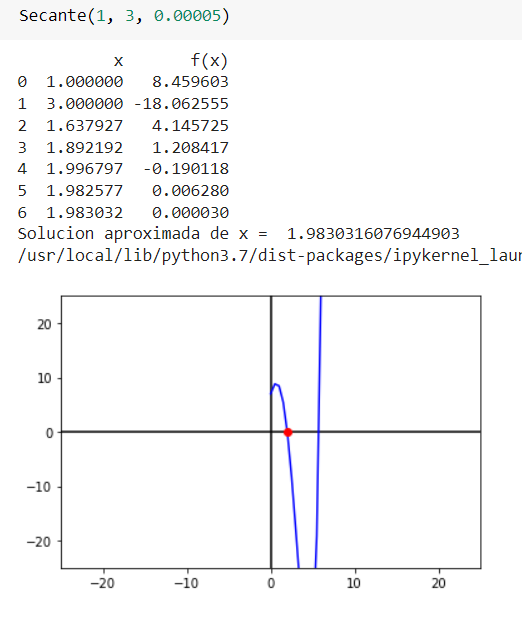 Secante(1, 3, 0.00005)
x f(x)
0 1.000000 8.459603
1 3.000000 -18.062555
2 1.637927 4.145725
3 1.892192 1.208417
4 1.996797 -0.190118
5 1.982577 0.006280
6 1.983032 0.000030
Solucion aproximada de x = 1.9830316076944903
/usr/local/lib/python3.7/dist-packages/ipykernel_lau
20
10
0
−10
−20
−20 −10 0 10 20